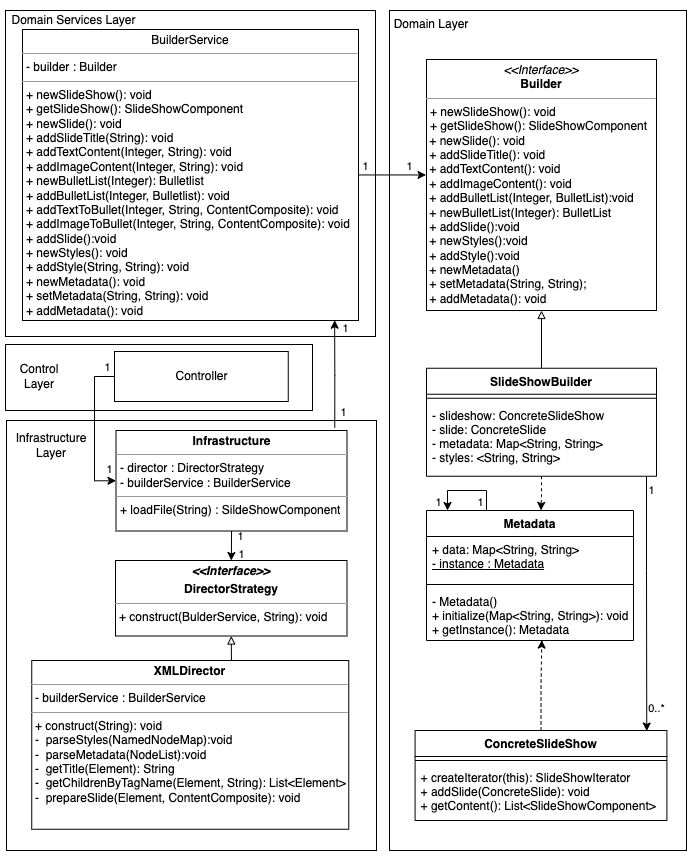 Domain Services Layer
BuilderService
- builder : Builder
+ newSlideShow(): void
+ getSlideShow(): SlideShowComponent
+ newSlide(): void
+ addSlideTitle(String): void
+ addTextContent(Integer, String): void
+ addImageContent(Integer, String): void
+ newBulletList(Integer): Bulletlist
+ addBulletList(Integer, Bulletlist): void
+ addTextToBullet(Integer, String, ContentComposite): void
+ addImageToBullet(Integer, String, ContentComposite): void
+ addSlide():void
+ newStyles(): void
+ addStyle(String, String): void
+ newMetadata(): void
+ setMetadata(String, String): void
+ addMetadata(): void
1
1
1
1
Domain Layer
<<Interface>>
Builder
+ newSlideShow(): void
+ getSlideShow(): SlideShowComponent
+ newSlide(): void
+ addSlideTitle(): void
+ addTextContent(): void
+ addImageContent(): void
+ addBulletList(Integer, BulletList):void
+ newBulletList(Integer): BulletList
+ addSlide():void
+ newStyles(): void
+ addStyle():void
+ newMetadata()
+ setMetadata(String, String);
+ addMetadata(): void
Control
Layer
Controller
1
1
Infrastructure
Layer
Infrastructure
- director : DirectorStrategy
- builderService : BuilderService
+ loadFile(String) : SildeShowComponent
1
1
<<Interface>>
DirectorStrategy
+ construct(BulderService, String): void
XMLDirector
- builderService : BuilderService
+ construct(String): void
- parseStyles(NamedNodeMap):void
- parseMetadata(NodeList):void
- getTitle(Element): String
- getChildrenByTagName(Element, String): List<Element>
- prepareSlide(Element, ContentComposite): void
SlideShowBuilder
- slideshow: ConcreteSlideShow
- slide: ConcreteSlide
- metadata: Map<String, String>
- styles: <String, String>
1
1
1
Metadata
+ data: Map<String, String>
- instance : Metadata
- Metadata()
+ initialize(Map<String, String>): void
+ getInstance(): Metadata
0..*
ConcreteSlideShow
+ createIterator(this): SlideShowIterator
+ addSlide(ConcreteSlide): void
+ getContent(): List<SlideShowComponent>